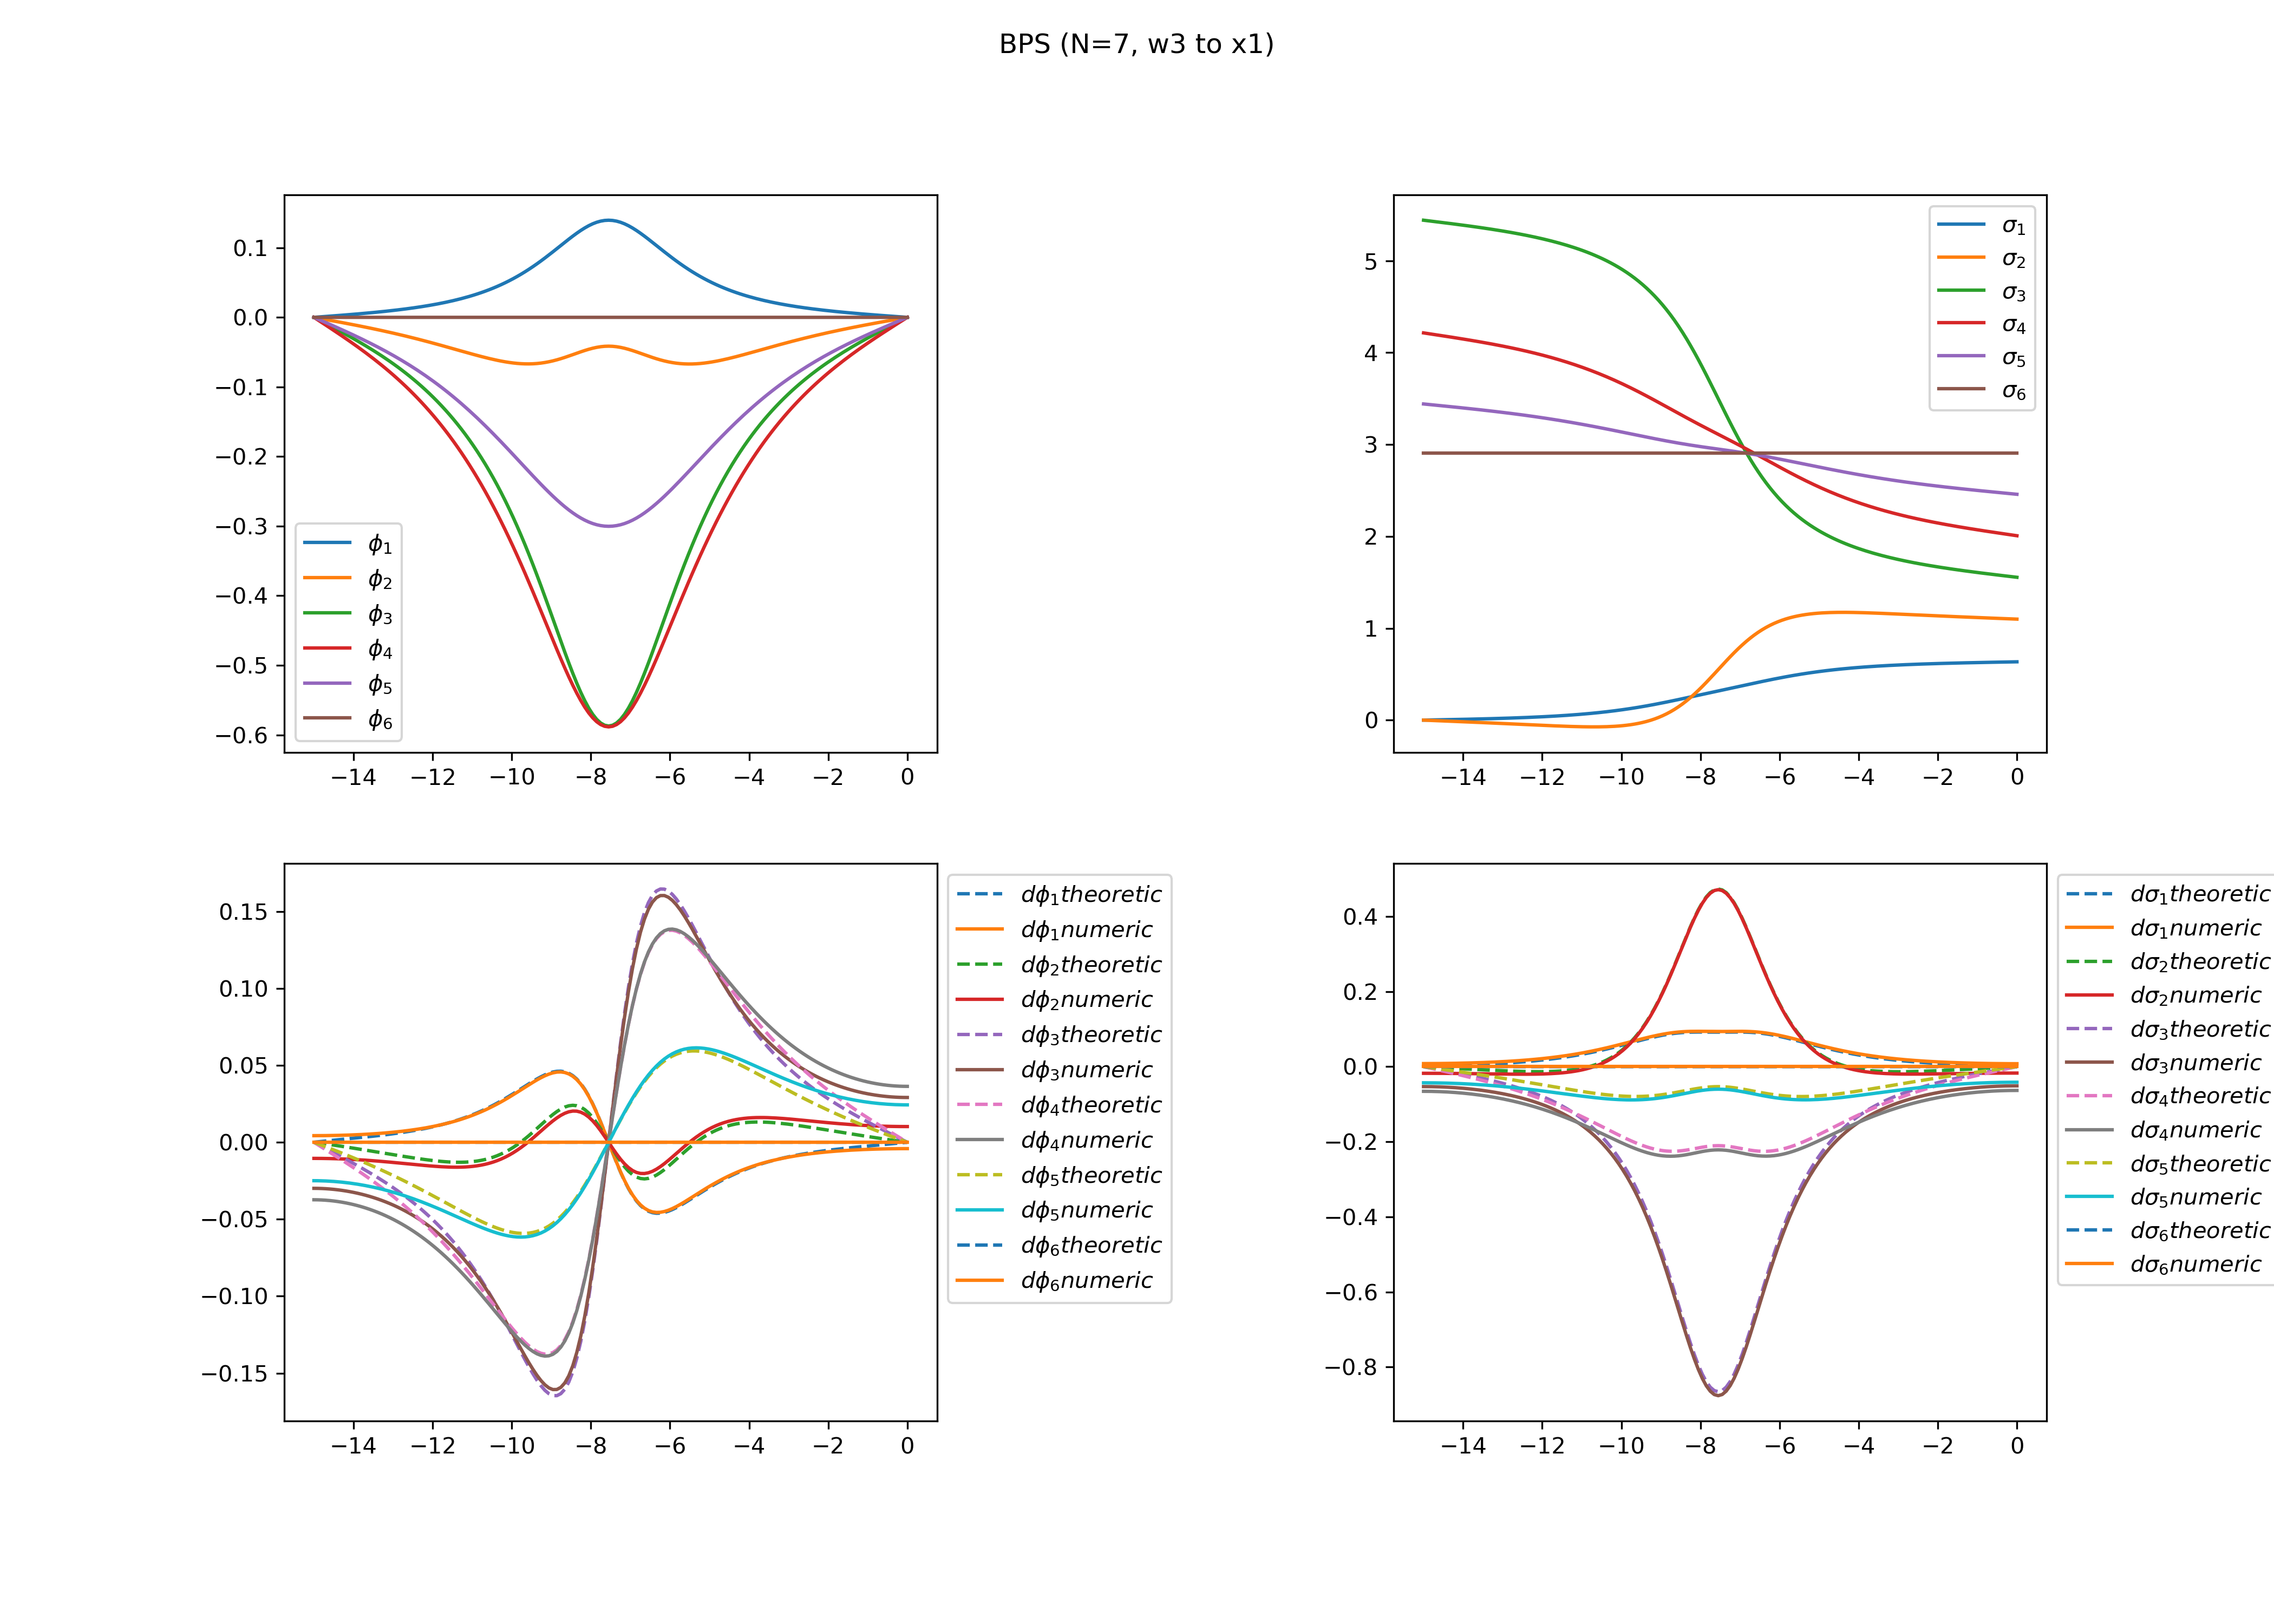 BPS (N=7, w3 to x1)
0.1
0.0
−0.1
−0.2
−0.3
−0.4
−0.5
−0.6
ϕ₁
ϕ₂
ϕ₃
ϕ₄
ϕ₅
ϕ₆
−14 −12 −10 −8 −6 −4 −2 0
5
4
3
2
1
0
σ₁
σ₂
σ₃
σ₄
σ₅
σ₆
−14 −12 −10 −8 −6 −4 −2 0
0.15
0.10
0.05
0.00
−0.05
−0.10
−0.15
−14 −12 −10 −8 −6 −4 −2 0
dϕ₁theoretic
dϕ₁numeric
dϕ₂theoretic
dϕ₂numeric
dϕ₃theoretic
dϕ₃numeric
dϕ₄theoretic
dϕ₄numeric
dϕ₅theoretic
dϕ₅numeric
dϕ₆theoretic
dϕ₆numeric
0.4
0.2
0.0
−0.2
−0.4
−0.6
−0.8
−14 −12 −10 −8 −6 −4 −2 0
dσ₁theoretic
dσ₁numeric
dσ₂theoretic
dσ₂numeric
dσ₃theoretic
dσ₃numeric
dσ₄theoretic
dσ₄numeric
dσ₅theoretic
dσ₅numeric
dσ₆theoretic
dσ₆numeric